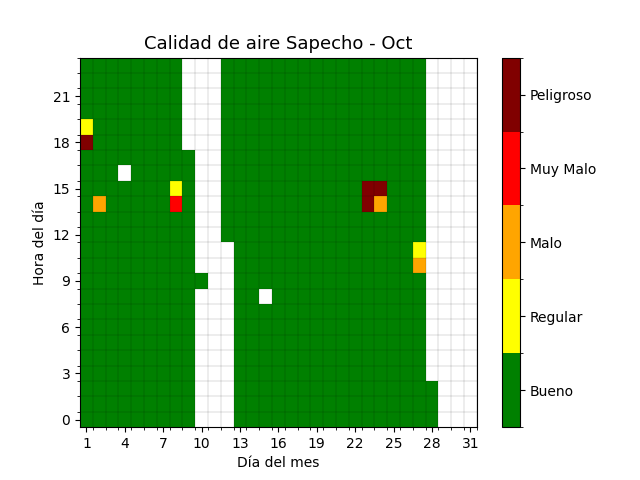 Calidad de aire Sapecho - Oct
Hora del día
21
18
15
12
9
6
3
0
1 4 7 10 13 16 19 22 25 28 31
Día del mes
Peligroso
Muy Malo
Malo
Regular
Bueno